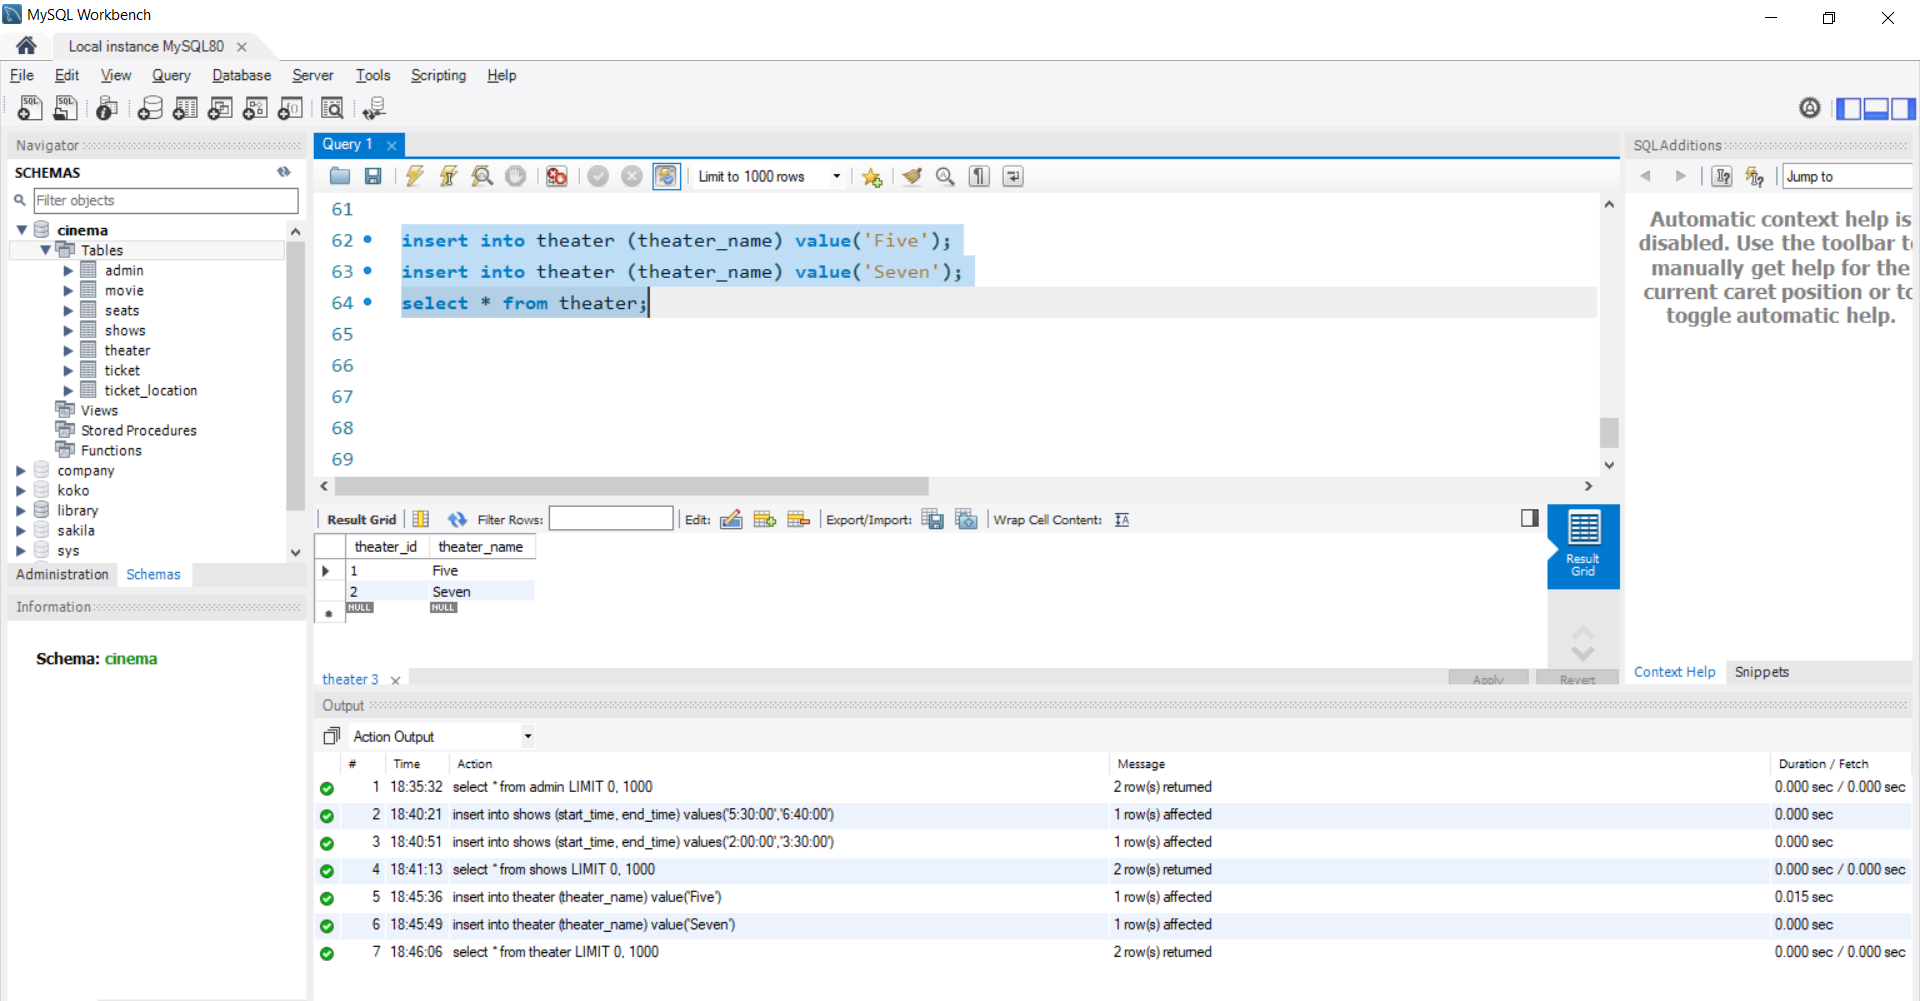 MySQL Workbench
Local instance MySQL80
File Edit View Query Database Server Tools Scripting Help
Navigator
SCHEMAS
Filter objects
cinema
Tables
admin
movie
seats
shows
theater
ticket
ticket_location
Views
Stored Procedures
Functions
company
koko
library
sakila
sys
Administration Schemas
Information
Schema: cinema
Query 1
Limit to 1000 rows
61
62 insert into theater (theater_name) value('Five');
63 insert into theater (theater_name) value('Seven');
64 select * from theater;
65
66
67
68
69
Result Grid Filter Rows: Edit: Export/Import: Wrap Cell Content:
theater_id theater_name
1 Five
2 Seven
NULL NULL
Result
Grid
theater 3
Apply Revert
SQLAdditions
Jump to
Automatic context help is
disabled. Use the toolbar t
manually get help for the
current caret position or to
toggle automatic help.
Context Help Snippets
Output
Action Output
# Time Action Message Duration / Fetch
1 18:35:32 select * from admin LIMIT 0, 1000 2 row(s) returned 0.000 sec / 0.000 sec
2 18:40:21 insert into shows (start_time, end_time) values('5:30:00','6:40:00') 1 row(s) affected 0.000 sec
3 18:40:51 insert into shows (start_time, end_time) values('2:00:00','3:30:00') 1 row(s) affected 0.000 sec
4 18:41:13 select * from shows LIMIT 0, 1000 2 row(s) returned 0.000 sec / 0.000 sec
5 18:45:36 insert into theater (theater_name) value('Five') 1 row(s) affected 0.015 sec
6 18:45:49 insert into theater (theater_name) value('Seven') 1 row(s) affected 0.000 sec
7 18:46:06 select * from theater LIMIT 0, 1000 2 row(s) returned 0.000 sec / 0.000 sec